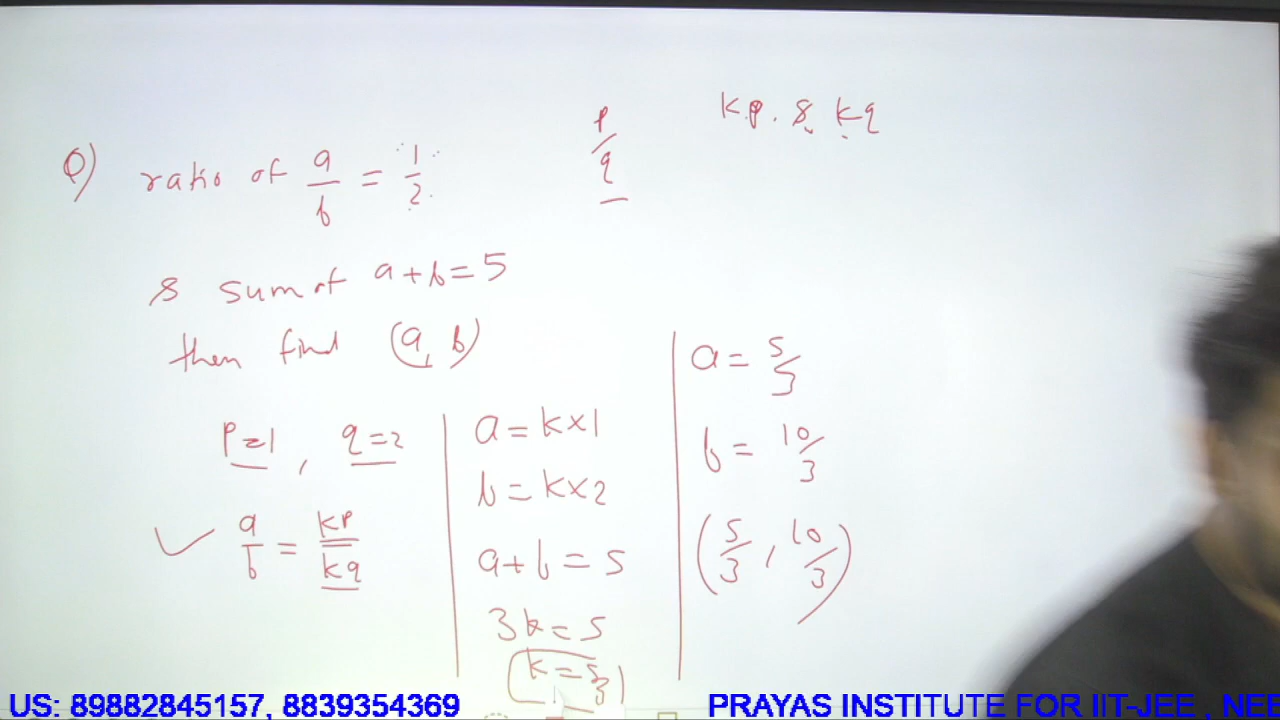 Q) ratio of a/b = 1/2
p/q
kp. & kq
& sum of a+b=5
then find (a, b)
p=1, q=2
a/b = kp/kq
a = k×1
b = k×2
a+b = 5
3k = 5
k = 5/3
a = 5/3
b = 10/3
(5/3, 10/3)
US: 89882845157, 8839354369
PRAYAS INSTITUTE FOR IIT-JEE , NEE